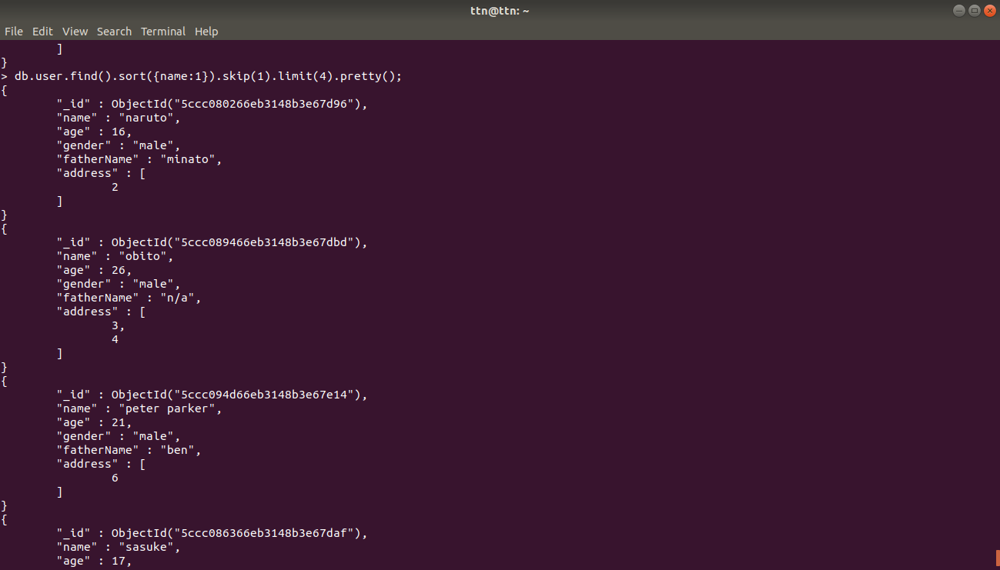 ttn@ttn: ~
File Edit View Search Terminal Help
]
}
> db.user.find().sort({name:1}).skip(1).limit(4).pretty();
{
"_id" : ObjectId("5ccc080266eb3148b3e67d96"),
"name" : "naruto",
"age" : 16,
"gender" : "male",
"fatherName" : "minato",
"address" : [
2
]
}
{
"_id" : ObjectId("5ccc089466eb3148b3e67dbd"),
"name" : "obito",
"age" : 26,
"gender" : "male",
"fatherName" : "n/a",
"address" : [
3,
4
]
}
{
"_id" : ObjectId("5ccc094d66eb3148b3e67e14"),
"name" : "peter parker",
"age" : 21,
"gender" : "male",
"fatherName" : "ben",
"address" : [
6
]
}
{
"_id" : ObjectId("5ccc086366eb3148b3e67daf"),
"name" : "sasuke",
"age" : 17,